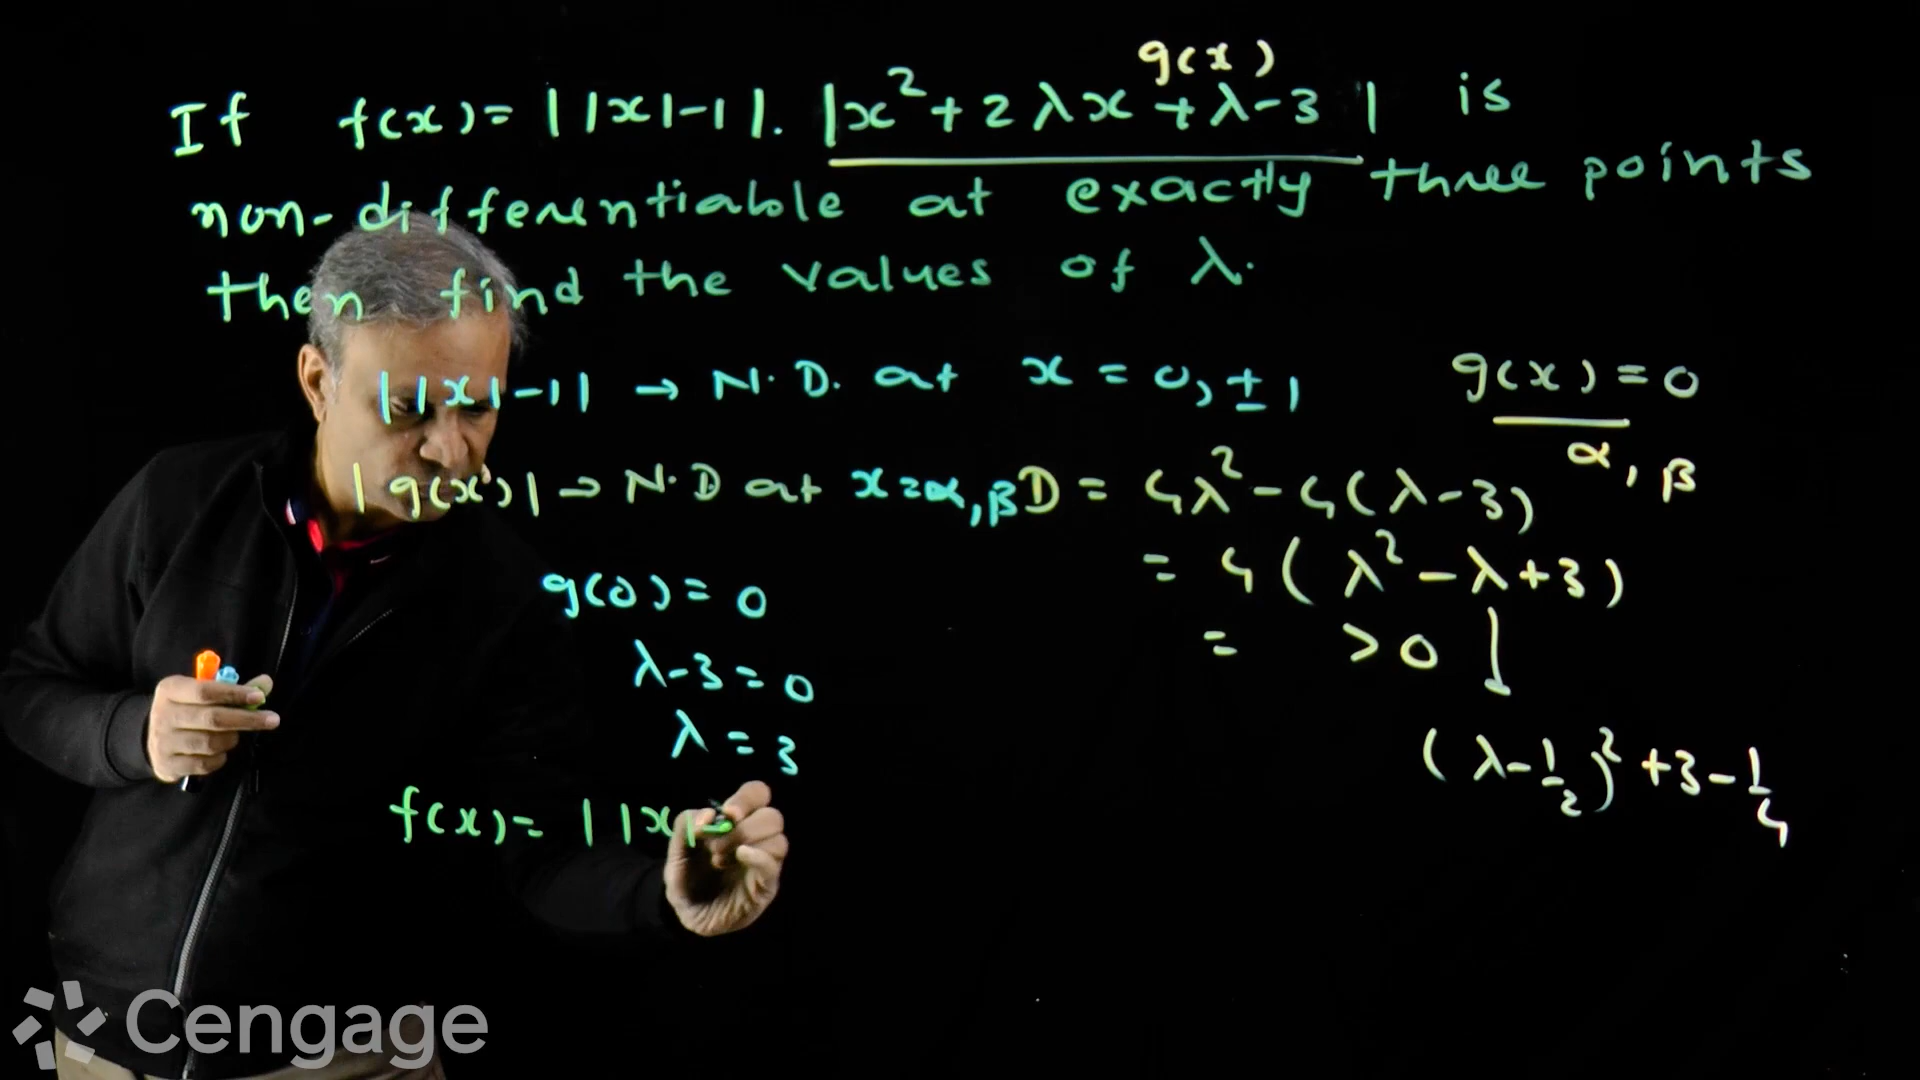 g(x)
If f(x) = ||x|-1|. |x² + 2λx + λ-3| is
non-differentiable at exactly three points
then find the values of λ.
||x|-1| → N.D. at x = 0, ± 1
g(x) = 0
α, β
|g(x)| → N.D at x=α, β
D = 4λ² - 4(λ-3)
= 4(λ² - λ + 3)
= > 0
g(0) = 0
λ-3 = 0
λ = 3
(λ - 1/2)² + 3 - 1/4
f(x) = ||x|-
Cengage